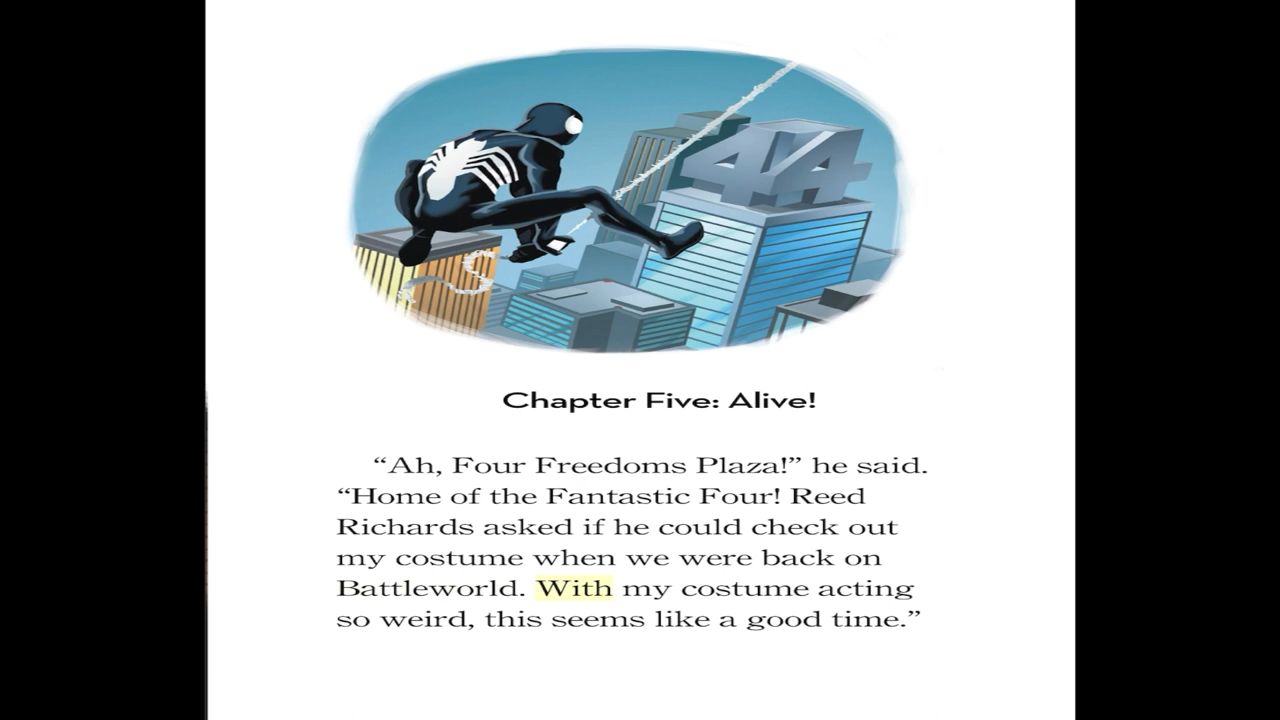 44
Chapter Five: Alive!
“Ah, Four Freedoms Plaza!” he said.
“Home of the Fantastic Four! Reed
Richards asked if he could check out
my costume when we were back on
Battleworld. With my costume acting
so weird, this seems like a good time.”